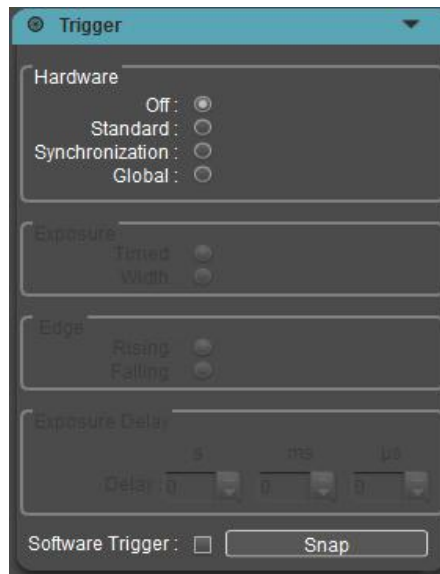 Trigger
Hardware
Off :
Standard :
Synchronization :
Global :
Exposure
Timed
Width
Edge
Rising
Falling
Exposure Delay
s ms µs
Delay : 0 0 0
Software Trigger : Snap